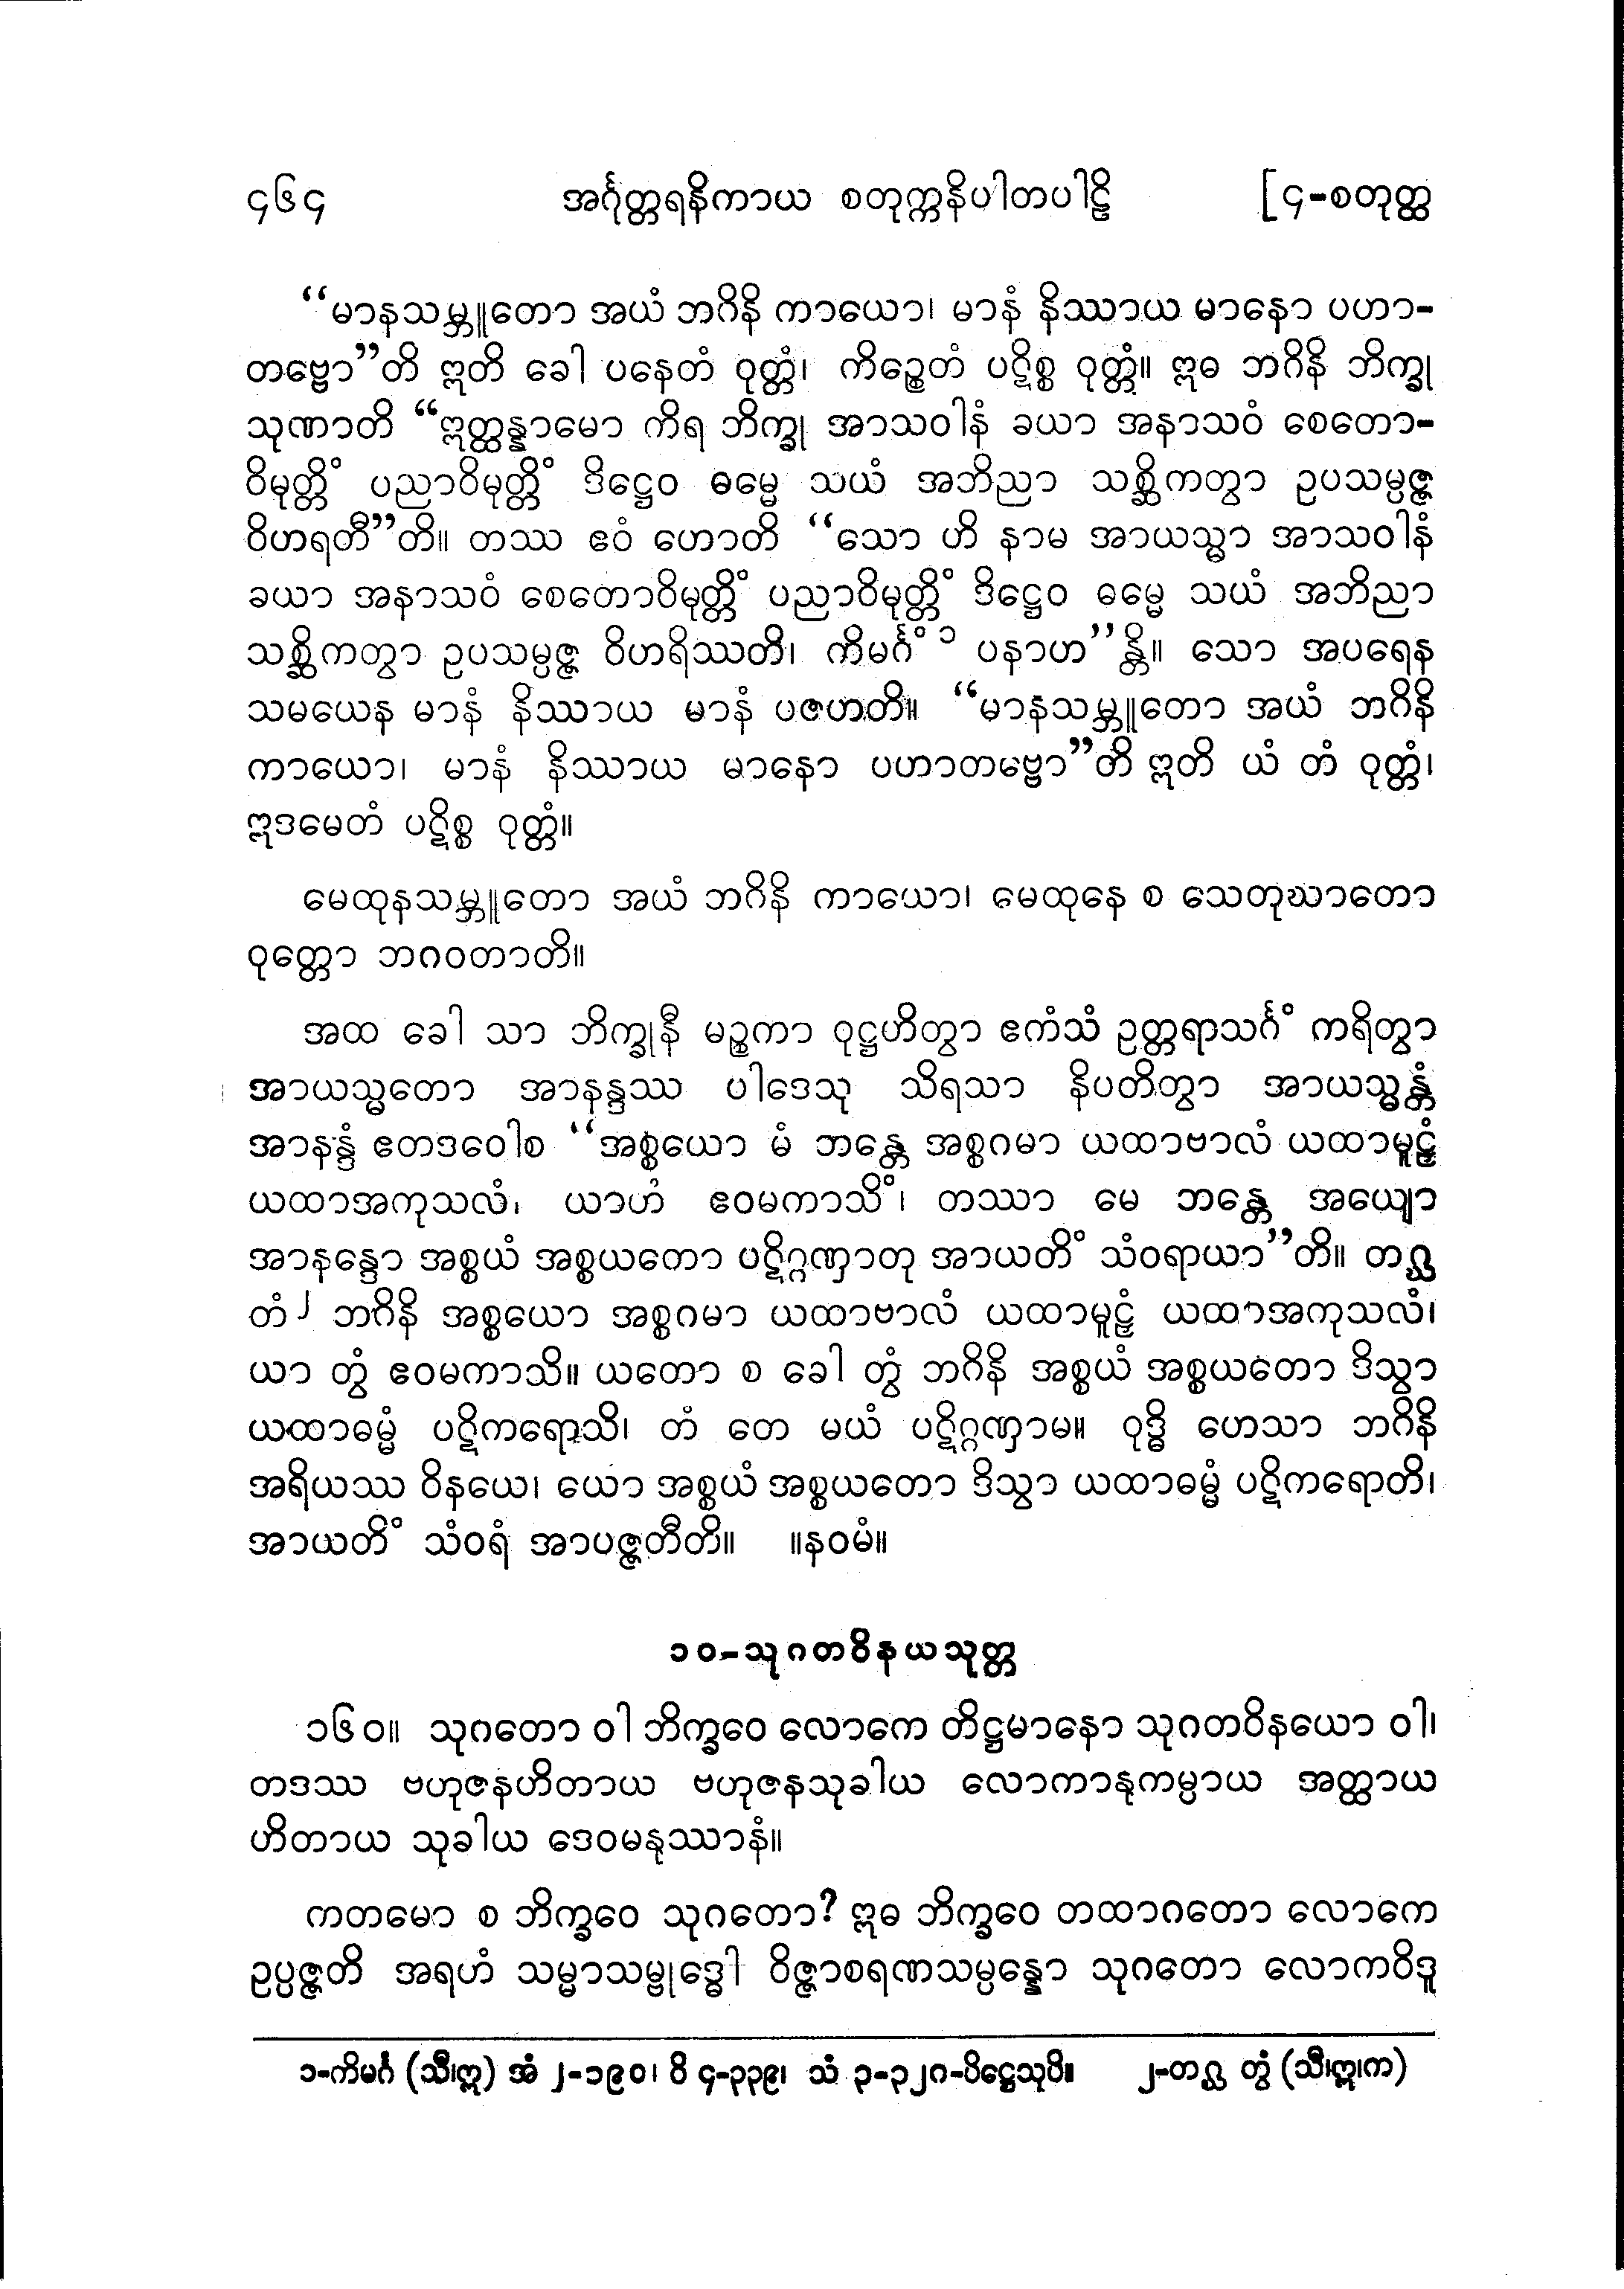 ၄၆၄ အင်္ဂုတ္တရနိကာယ စတုက္ကနိပါတပါဠိ [၄-စတုတ္ထ
“မာနသမ္ဘူတော အယံ ဘဂိနိ ကာယော၊ မာနံ နိဿာယ မာနော ပဟာ-
တဗ္ဗော”တိ ဣတိ ခေါ ပနေတံ ဝုတ္တံ၊ ကိဉ္စေတံ ပဋိစ္စ ဝုတ္တံ။ ဣဓ ဘဂိနိ ဘိက္ခု
သုဏာတိ “ဣတ္ထန္နာမော ကိရ ဘိက္ခု အာသဝါနံ ခယာ အနာသဝံ စေတော-
ဝိမုတ္တိံ ပညာဝိမုတ္တိံ ဒိဋ္ဌေဝ ဓမ္မေ သယံ အဘိညာ သစ္ဆိကတွာ ဥပသမ္ပဇ္ဇ
ဝိဟရတီ”တိ။ တဿ ဧဝံ ဟောတိ “သော ဟိ နာမ အာယသ္မာ အာသဝါနံ
ခယာ အနာသဝံ စေတောဝိမုတ္တိံ ပညာဝိမုတ္တိံ ဒိဋ္ဌေဝ ဓမ္မေ သယံ အဘိညာ
သစ္ဆိကတွာ ဥပသမ္ပဇ္ဇ ဝိဟရိဿတိ၊ ကိမင်္ဂံ ၁ ပနာဟ”န္တိ။ သော အပရေန
သမယေန မာနံ နိဿာယ မာနံ ပဇဟတိ။ “မာနသမ္ဘူတော အယံ ဘဂိနိ
ကာယော၊ မာနံ နိဿာယ မာနော ပဟာတဗ္ဗော”တိ ဣတိ ယံ တံ ဝုတ္တံ၊
ဣဒမေတံ ပဋိစ္စ ဝုတ္တံ။
မေထုနသမ္ဘူတော အယံ ဘဂိနိ ကာယော၊ မေထုနေ စ သေတုဃာတော
ဝုတ္တော ဘဂဝတာတိ။
အထ ခေါ သာ ဘိက္ခုနီ မဉ္စကာ ဝုဋ္ဌဟိတွာ ဧကံသံ ဥတ္တရာသင်္ဂံ ကရိတွာ
အာယသ္မတော အာနန္ဒဿ ပါဒေသု သိရသာ နိပတိတွာ အာယသ္မန္တံ
အာနန္ဒံ ဧတဒဝေါစ “အစ္စယော မံ ဘန္တေ အစ္စဂမာ ယထာဗာလံ ယထာမူဠှံ
ယထာအကုသလံ၊ ယာဟံ ဧဝမကာသိံ၊ တဿာ မေ ဘန္တေ အယျော
အာနန္ဒော အစ္စယံ အစ္စယတော ပဋိဂ္ဂဏှာတု အာယတိံ သံဝရာယာ”တိ။ တဂ္ဃ
တံ၂ ဘဂိနိ အစ္စယော အစ္စဂမာ ယထာဗာလံ ယထာမူဠှံ ယထာအကုသလံ၊
ယာ တွံ ဧဝမကာသိ။ ယတော စ ခေါ တွံ ဘဂိနိ အစ္စယံ အစ္စယတော ဒိသွာ
ယထာဓမ္မံ ပဋိကရောသိ၊ တံ တေ မယံ ပဋိဂ္ဂဏှာမ။ ဝုဒ္ဓိ ဟေသာ ဘဂိနိ
အရိယဿ ဝိနယေ၊ ယော အစ္စယံ အစ္စယတော ဒိသွာ ယထာဓမ္မံ ပဋိကရောတိ၊
အာယတိံ သံဝရံ အာပဇ္ဇတီတိ။ ။နဝမံ။
၁၀-သုဂတဝိနယသုတ္တ
၁၆၀။ သုဂတော ဝါ ဘိက္ခဝေ လောကေ တိဋ္ဌမာနော သုဂတဝိနယော ဝါ၊
တဒဿ ဗဟုဇနဟိတာယ ဗဟုဇနသုခါယ လောကာနုကမ္ပာယ အတ္ထာယ
ဟိတာယ သုခါယ ဒေဝမနုဿာနံ။
ကတမော စ ဘိက္ခဝေ သုဂတော? ဣဓ ဘိက္ခဝေ တထာဂတော လောကေ
ဥပ္ပဇ္ဇတိ အရဟံ သမ္မာသမ္ဗုဒ္ဓေါ ဝိဇ္ဇာစရဏသမ္ပန္နော သုဂတော လောကဝိဒူ
၁-ကိမင်္ဂ (သီ၊ဣ) အံ ၂-၁၉၀၊ ဝိ ၄-၃၃၉၊ သံ ၃-၃၂ဂ-ပိဋ္ဌေသုပိ။ ၂-တဂ္ဃ တွံ (သီ၊ဣ၊က)